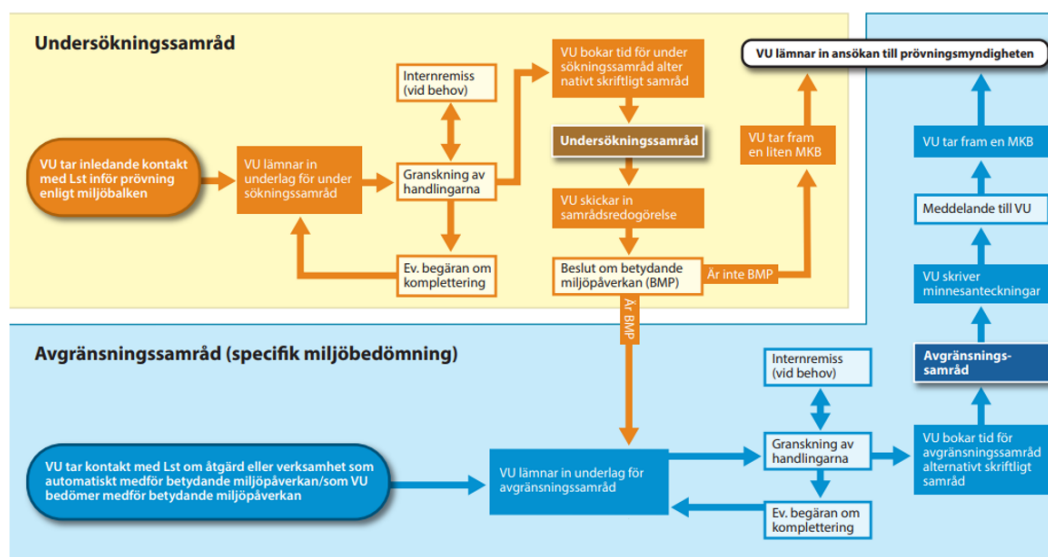 Undersökningssamråd
VU tar inledande kontakt
med Lst inför prövning
enligt miljöbalken
VU lämnar in
underlag för under
sökningssamråd
Internremiss
(vid behov)
Granskning av
handlingarna
Ev. begäran om
komplettering
VU bokar tid för under
sökningssamråd alter
nativt skriftligt samråd
Undersökningssamråd
VU skickar in
samrådsredogörelse
Beslut om betydande
miljöpåverkan (BMP)
Är inte BMP
Är BMP
VU tar fram
en liten MKB
VU lämnar in ansökan till prövningsmyndigheten
Avgränsningssamråd (specifik miljöbedömning)
VU tar kontakt med Lst om åtgärd eller verksamhet som
automatiskt medför betydande miljöpåverkan/som VU
bedömer medför betydande miljöpåverkan
VU lämnar in underlag för
avgränsningssamråd
Internremiss
(vid behov)
Granskning av
handlingarna
Ev. begäran om
komplettering
VU bokar tid för
avgränsningssamråd
alternativt skriftligt
samråd
Avgränsnings-
samråd
VU skriver
minnesanteckningar
Meddelande till VU
VU tar fram en MKB